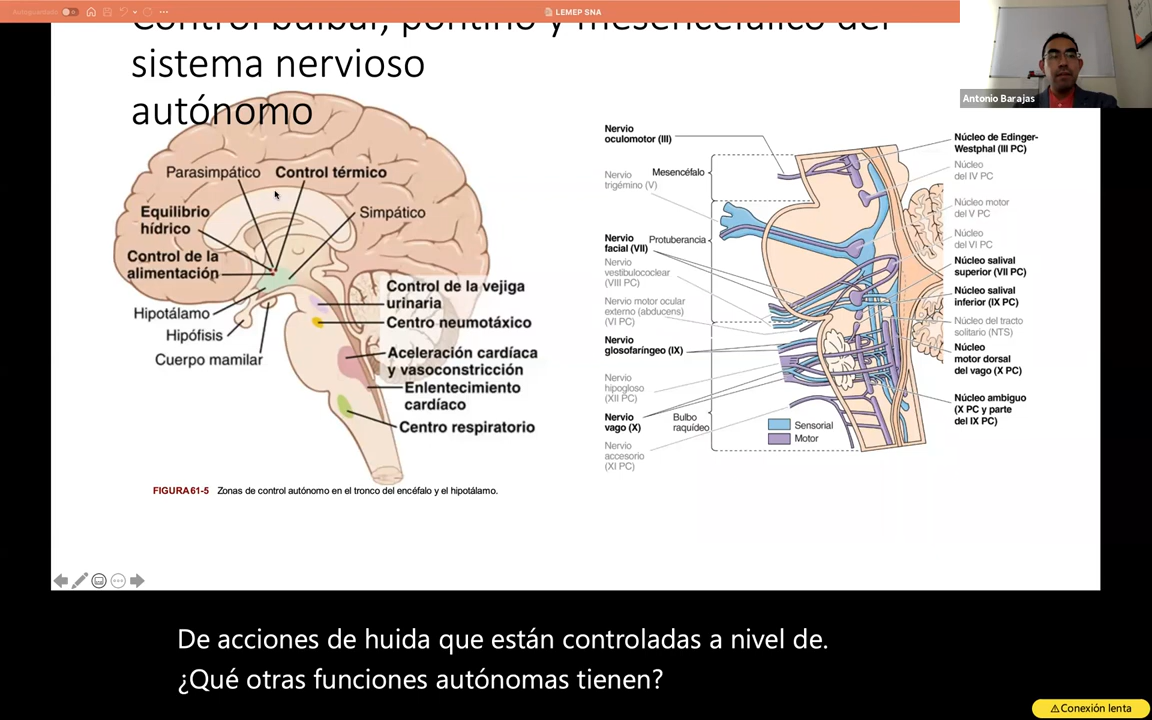 Autoguardado
LEMEP SNA
Control bulbar, pontino y mesencefálico del
sistema nervioso
autónomo
Antonio Barajas
Parasimpático
Control térmico
Equilibrio
hídrico
Simpático
Control de la
alimentación
Hipotálamo
Hipófisis
Cuerpo mamilar
Control de la vejiga
urinaria
Centro neumotáxico
Aceleración cardíaca
y vasoconstricción
Enlentecimiento
cardíaco
Centro respiratorio
FIGURA 61-5 Zonas de control autónomo en el tronco del encéfalo y el hipotálamo.
Nervio
oculomotor (III)
Mesencéfalo
Nervio
trigémino (V)
Nervio
facial (VII)
Protuberancia
Nervio
vestibulococlear
(VIII PC)
Nervio motor ocular
externo (abducens)
(VI PC)
Nervio
glosofaríngeo (IX)
Nervio
hipogloso
(XII PC)
Nervio
vago (X)
Bulbo
raquídeo
Nervio
accesorio
(XI PC)
Sensorial
Motor
Núcleo de Edinger-
Westphal (III PC)
Núcleo
del IV PC
Núcleo motor
del V PC
Núcleo
del VI PC
Núcleo salival
superior (VII PC)
Núcleo salival
inferior (IX PC)
Núcleo del tracto
solitario (NTS)
Núcleo
motor dorsal
del vago (X PC)
Núcleo ambiguo
(X PC y parte
del IX PC)
De acciones de huida que están controladas a nivel de.
¿Qué otras funciones autónomas tienen?
⚠Conexión lenta